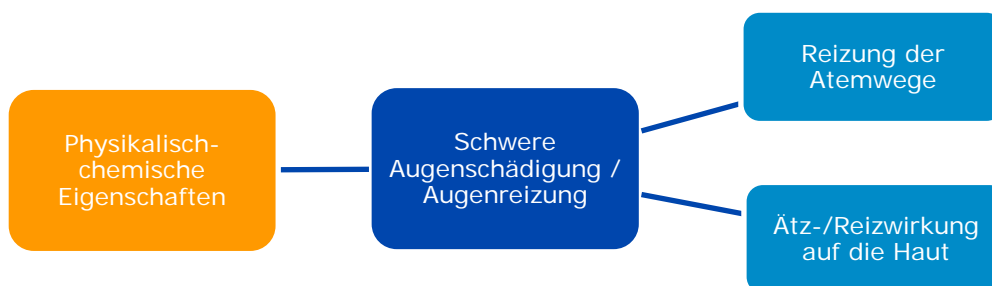 Physikalisch-
chemische
Eigenschaften
Schwere
Augenschädigung /
Augenreizung
Reizung der
Atemwege
Ätz-/Reizwirkung
auf die Haut